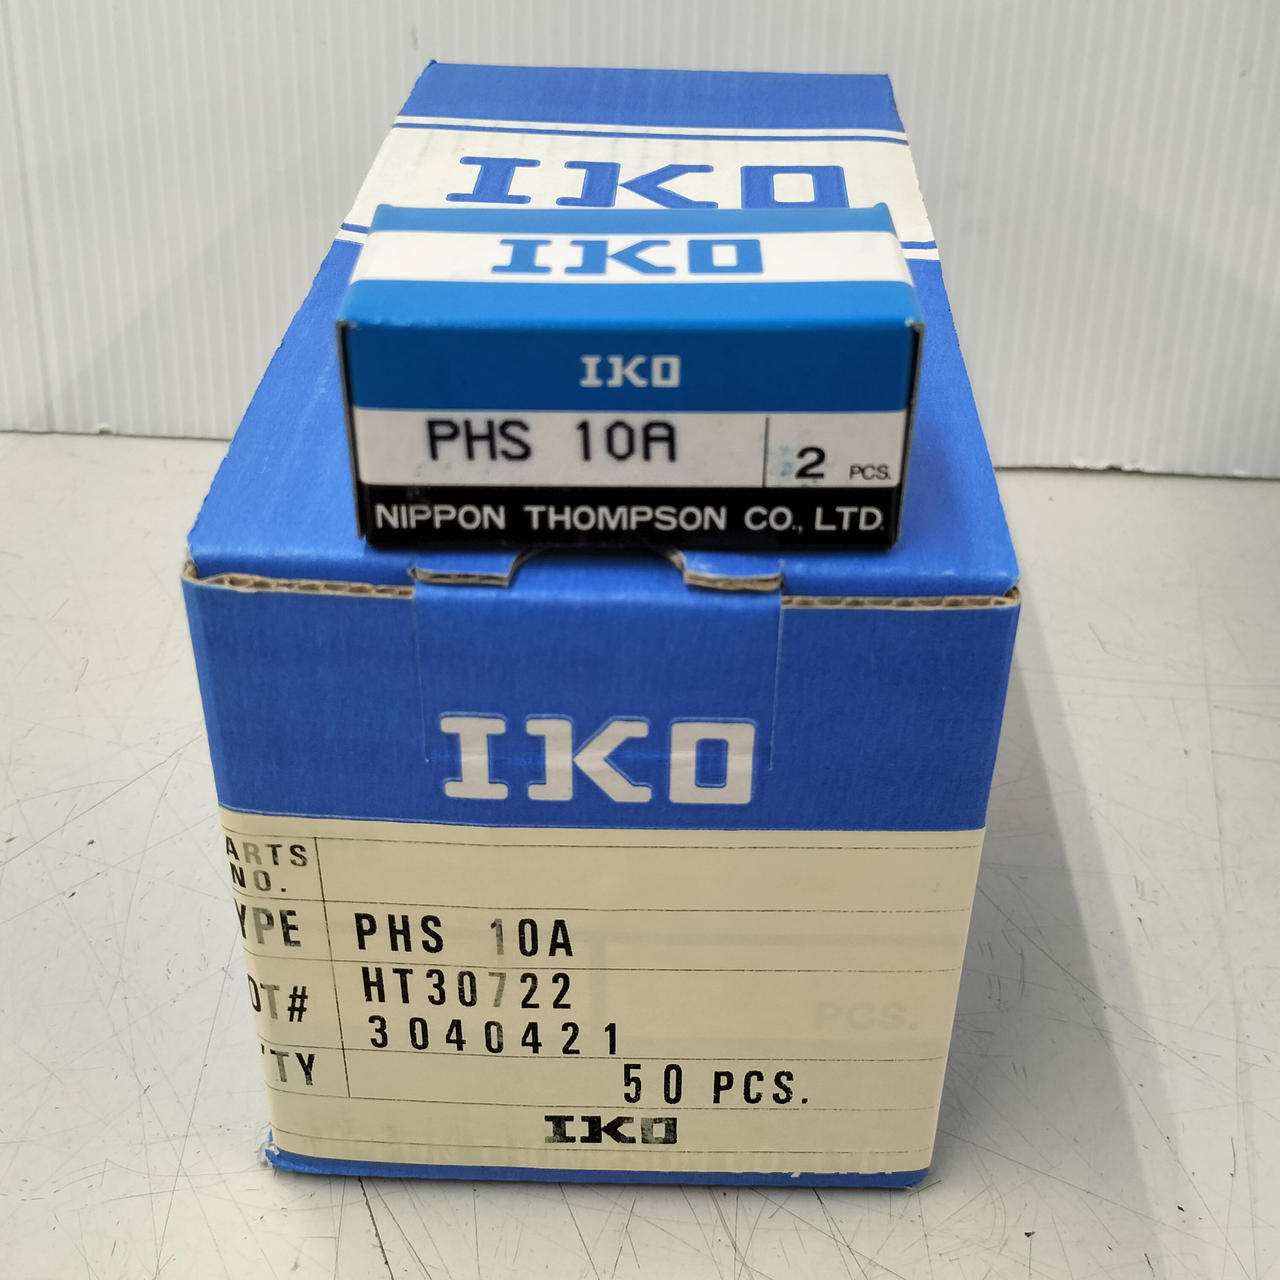 IKO
IKO
IKO
PHS 10A
2 PCS.
NIPPON THOMPSON CO., LTD.
IKO
ARTS
NO.
YPE PHS 10A
OT# HT30722
3040421
PCS.
TY 50 PCS.
IKO